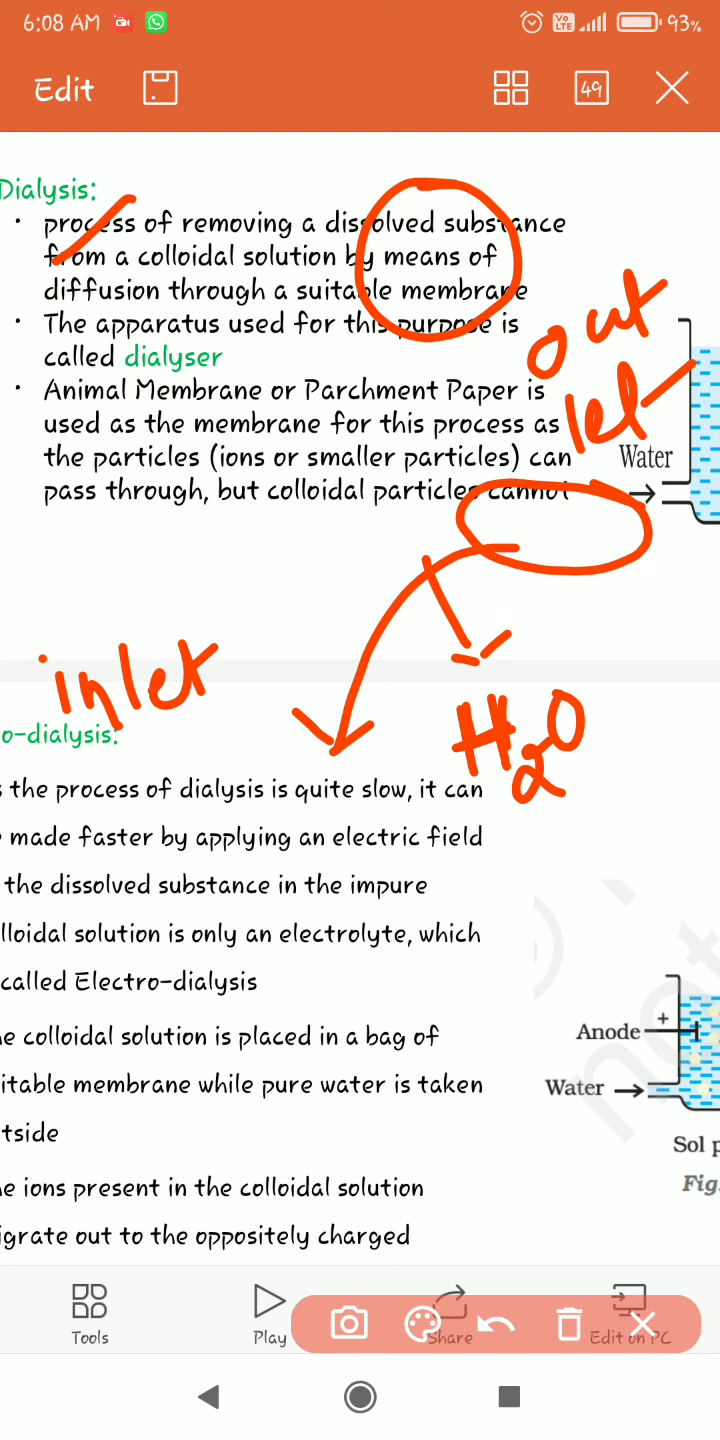 6:08 AM
Vo LTE
93%
Edit
49
Dialysis:
• process of removing a dissolved substance
from a colloidal solution by means of
diffusion through a suitable membrane
• The apparatus used for this purpose is
called dialyser
• Animal Membrane or Parchment Paper is
used as the membrane for this process as
the particles (ions or smaller particles) can
pass through, but colloidal particles cannot
out
let
Water
inlet
H2O
o-dialysis:
the process of dialysis is quite slow, it can
made faster by applying an electric field
the dissolved substance in the impure
lloidal solution is only an electrolyte, which
called Electro-dialysis
e colloidal solution is placed in a bag of
itable membrane while pure water is taken
tside
e ions present in the colloidal solution
igrate out to the oppositely charged
+
Anode
Water
Sol p
Fig.
not
Tools
Play
Share
Edit on PC